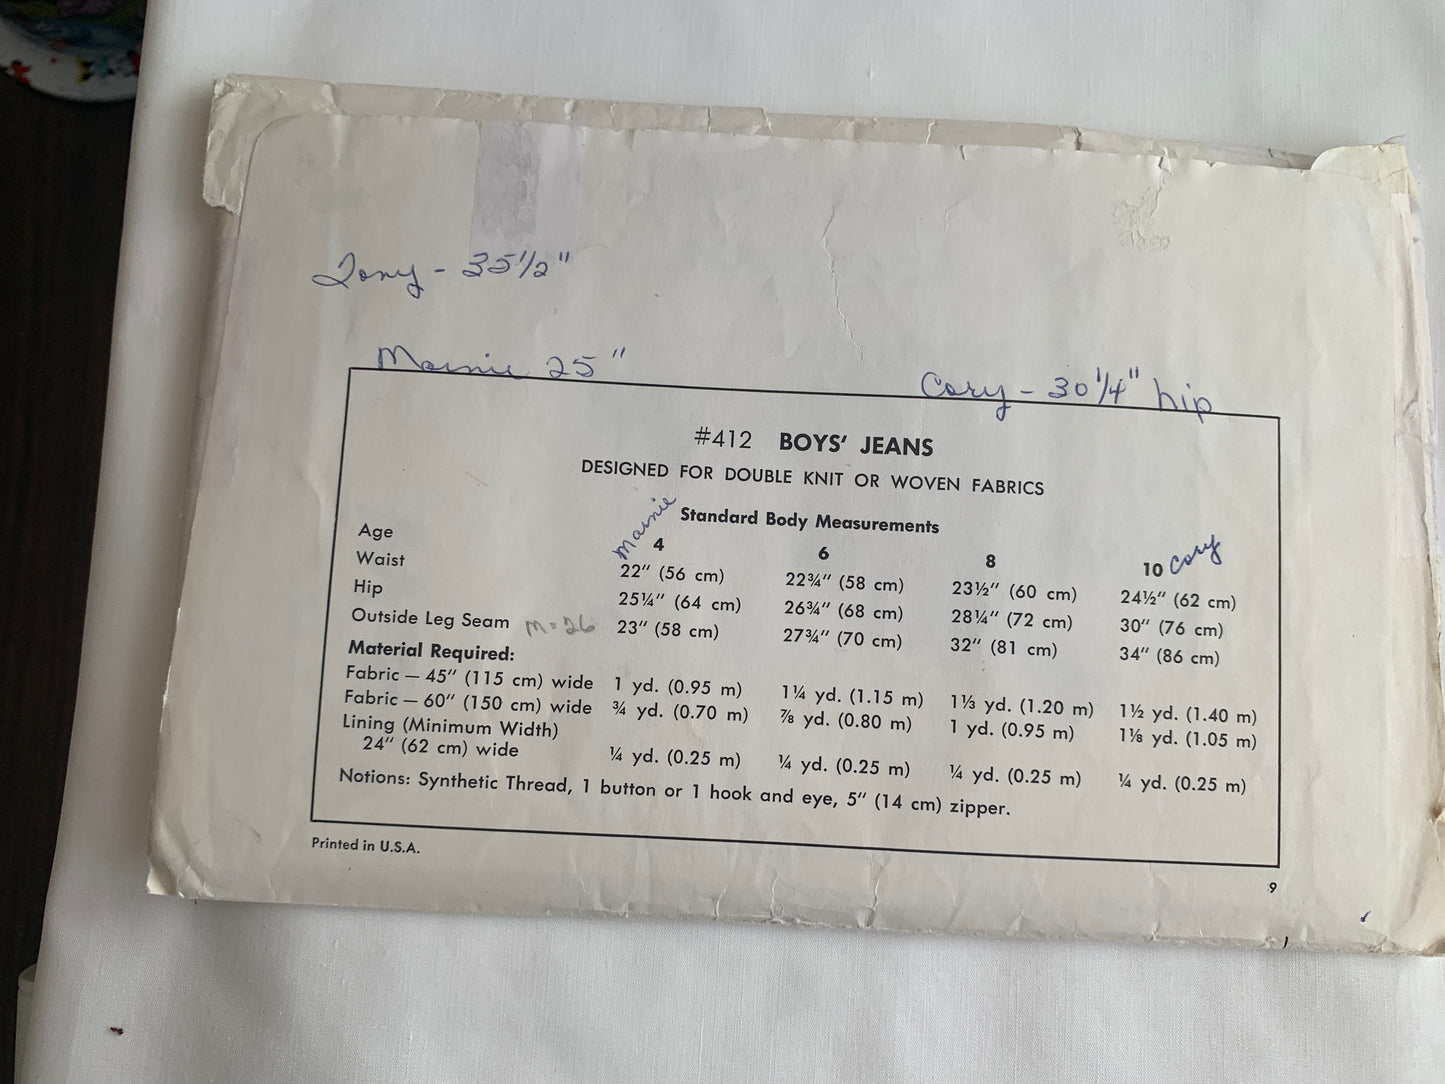 Tony - 35 1/2"
Mainie 25"
Cory - 30 1/4" hip
#412 BOYS' JEANS
DESIGNED FOR DOUBLE KNIT OR WOVEN FABRICS
Mainie
Standard Body Measurements
Age 4 6 8 10 Cory
Waist 22" (56 cm) 22¾" (58 cm) 23½" (60 cm) 24½" (62 cm)
Hip 25¼" (64 cm) 26¾" (68 cm) 28¼" (72 cm) 30" (76 cm)
Outside Leg Seam M=26 23" (58 cm) 27¾" (70 cm) 32" (81 cm) 34" (86 cm)
Material Required:
Fabric — 45" (115 cm) wide 1 yd. (0.95 m) 1¼ yd. (1.15 m) 1⅓ yd. (1.20 m) 1½ yd. (1.40 m)
Fabric — 60" (150 cm) wide ¾ yd. (0.70 m) ⅞ yd. (0.80 m) 1 yd. (0.95 m) 1⅛ yd. (1.05 m)
Lining (Minimum Width)
24" (62 cm) wide ¼ yd. (0.25 m) ¼ yd. (0.25 m) ¼ yd. (0.25 m) ¼ yd. (0.25 m)
Notions: Synthetic Thread, 1 button or 1 hook and eye, 5" (14 cm) zipper.
Printed in U.S.A.
9